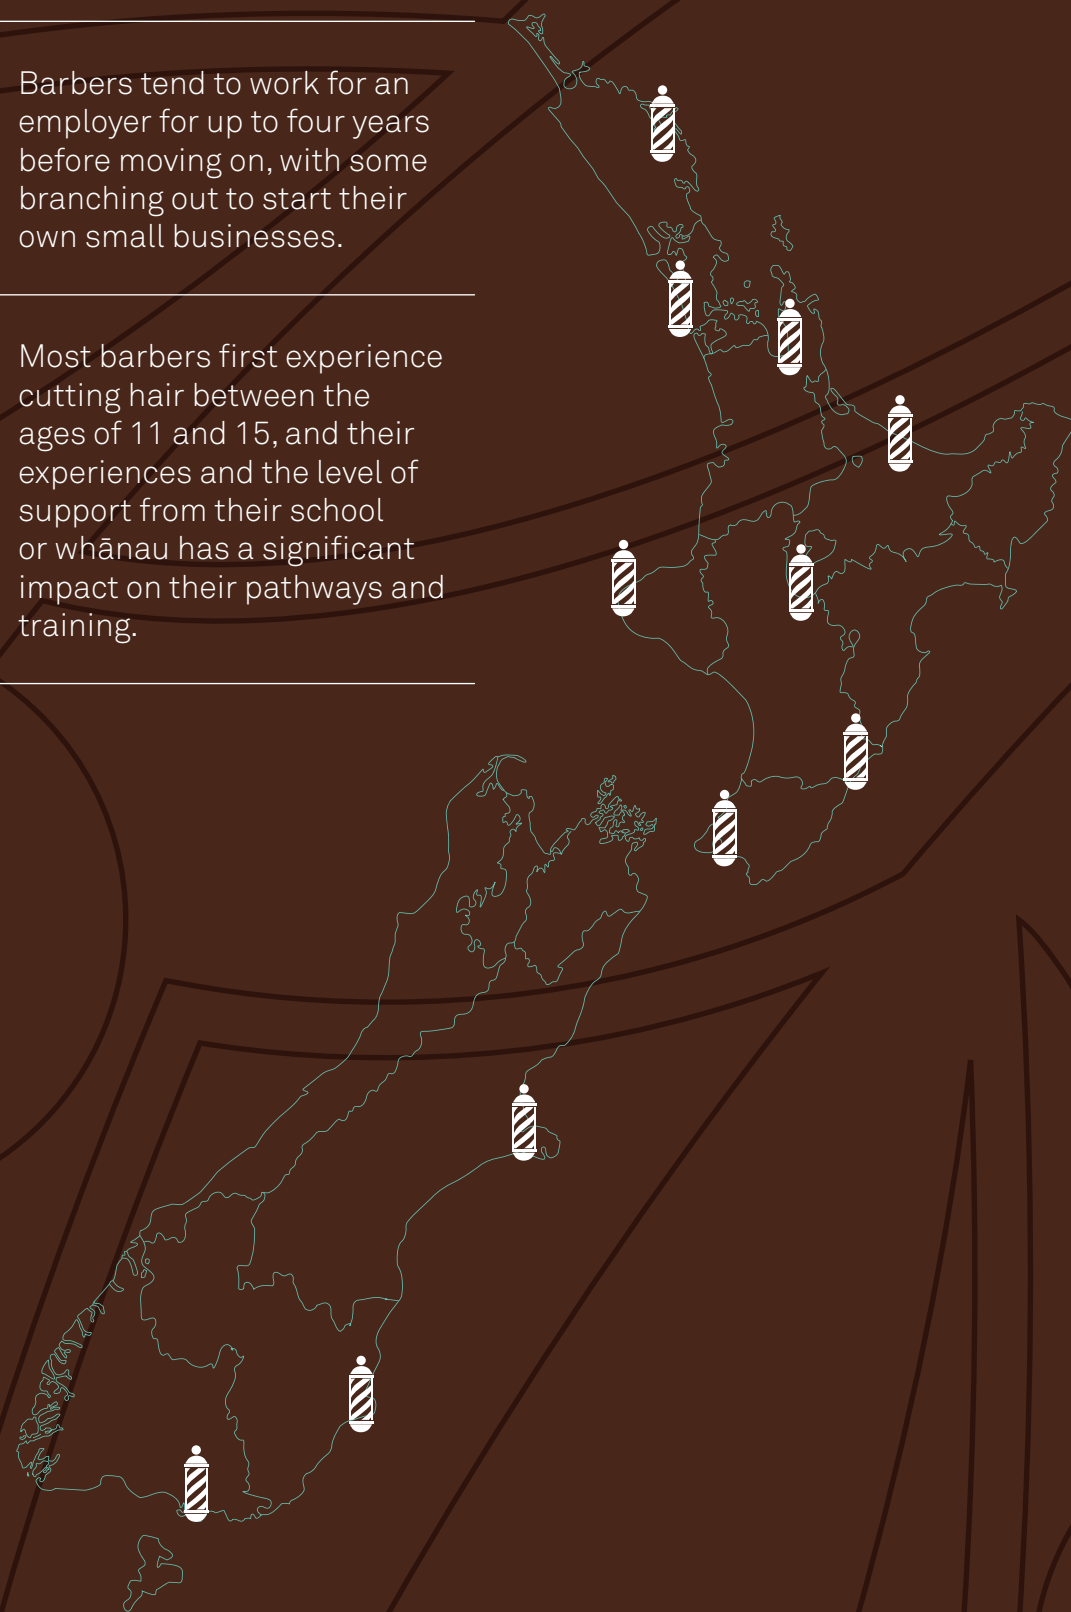 Barbers tend to work for an
employer for up to four years
before moving on, with some
branching out to start their
own small businesses.
Most barbers first experience
cutting hair between the
ages of 11 and 15, and their
experiences and the level of
support from their school
or whānau has a significant
impact on their pathways and
training.